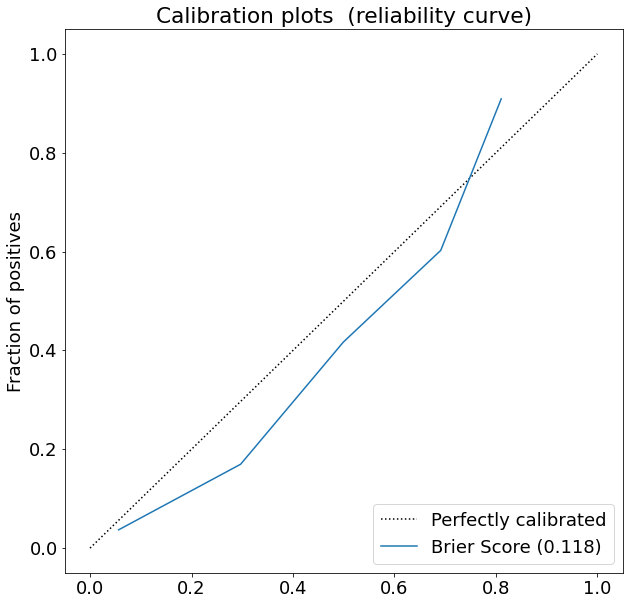 Calibration plots  (reliability curve)
1.0
0.8
0.6
0.4
0.2
0.0
Fraction of positives
Perfectly calibrated
Brier Score (0.118)
0.0 0.2 0.4 0.6 0.8 1.0